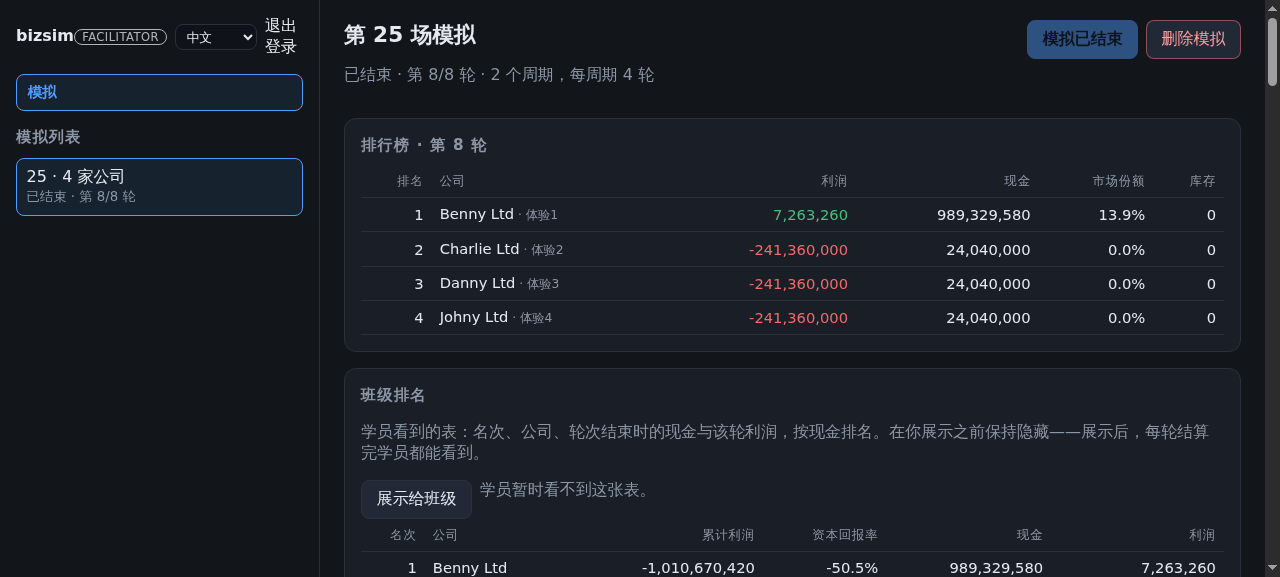 bizsim FACILITATOR 中文 退出登录
模拟
模拟列表
25 · 4 家公司
已结束 · 第 8/8 轮
第 25 场模拟
模拟已结束 删除模拟
已结束 · 第 8/8 轮 · 2 个周期，每周期 4 轮
排行榜 · 第 8 轮
排名 公司 利润 现金 市场份额 库存
1 Benny Ltd · 体验1 7,263,260 989,329,580 13.9% 0
2 Charlie Ltd · 体验2 -241,360,000 24,040,000 0.0% 0
3 Danny Ltd · 体验3 -241,360,000 24,040,000 0.0% 0
4 Johny Ltd · 体验4 -241,360,000 24,040,000 0.0% 0
班级排名
学员看到的表：名次、公司、轮次结束时的现金与该轮利润，按现金排名。在你展示之前保持隐藏——展示后，每轮结算
完学员都能看到。
展示给班级 学员暂时看不到这张表。
名次 公司 累计利润 资本回报率 现金 利润
1 Benny Ltd -1,010,670,420 -50.5% 989,329,580 7,263,260